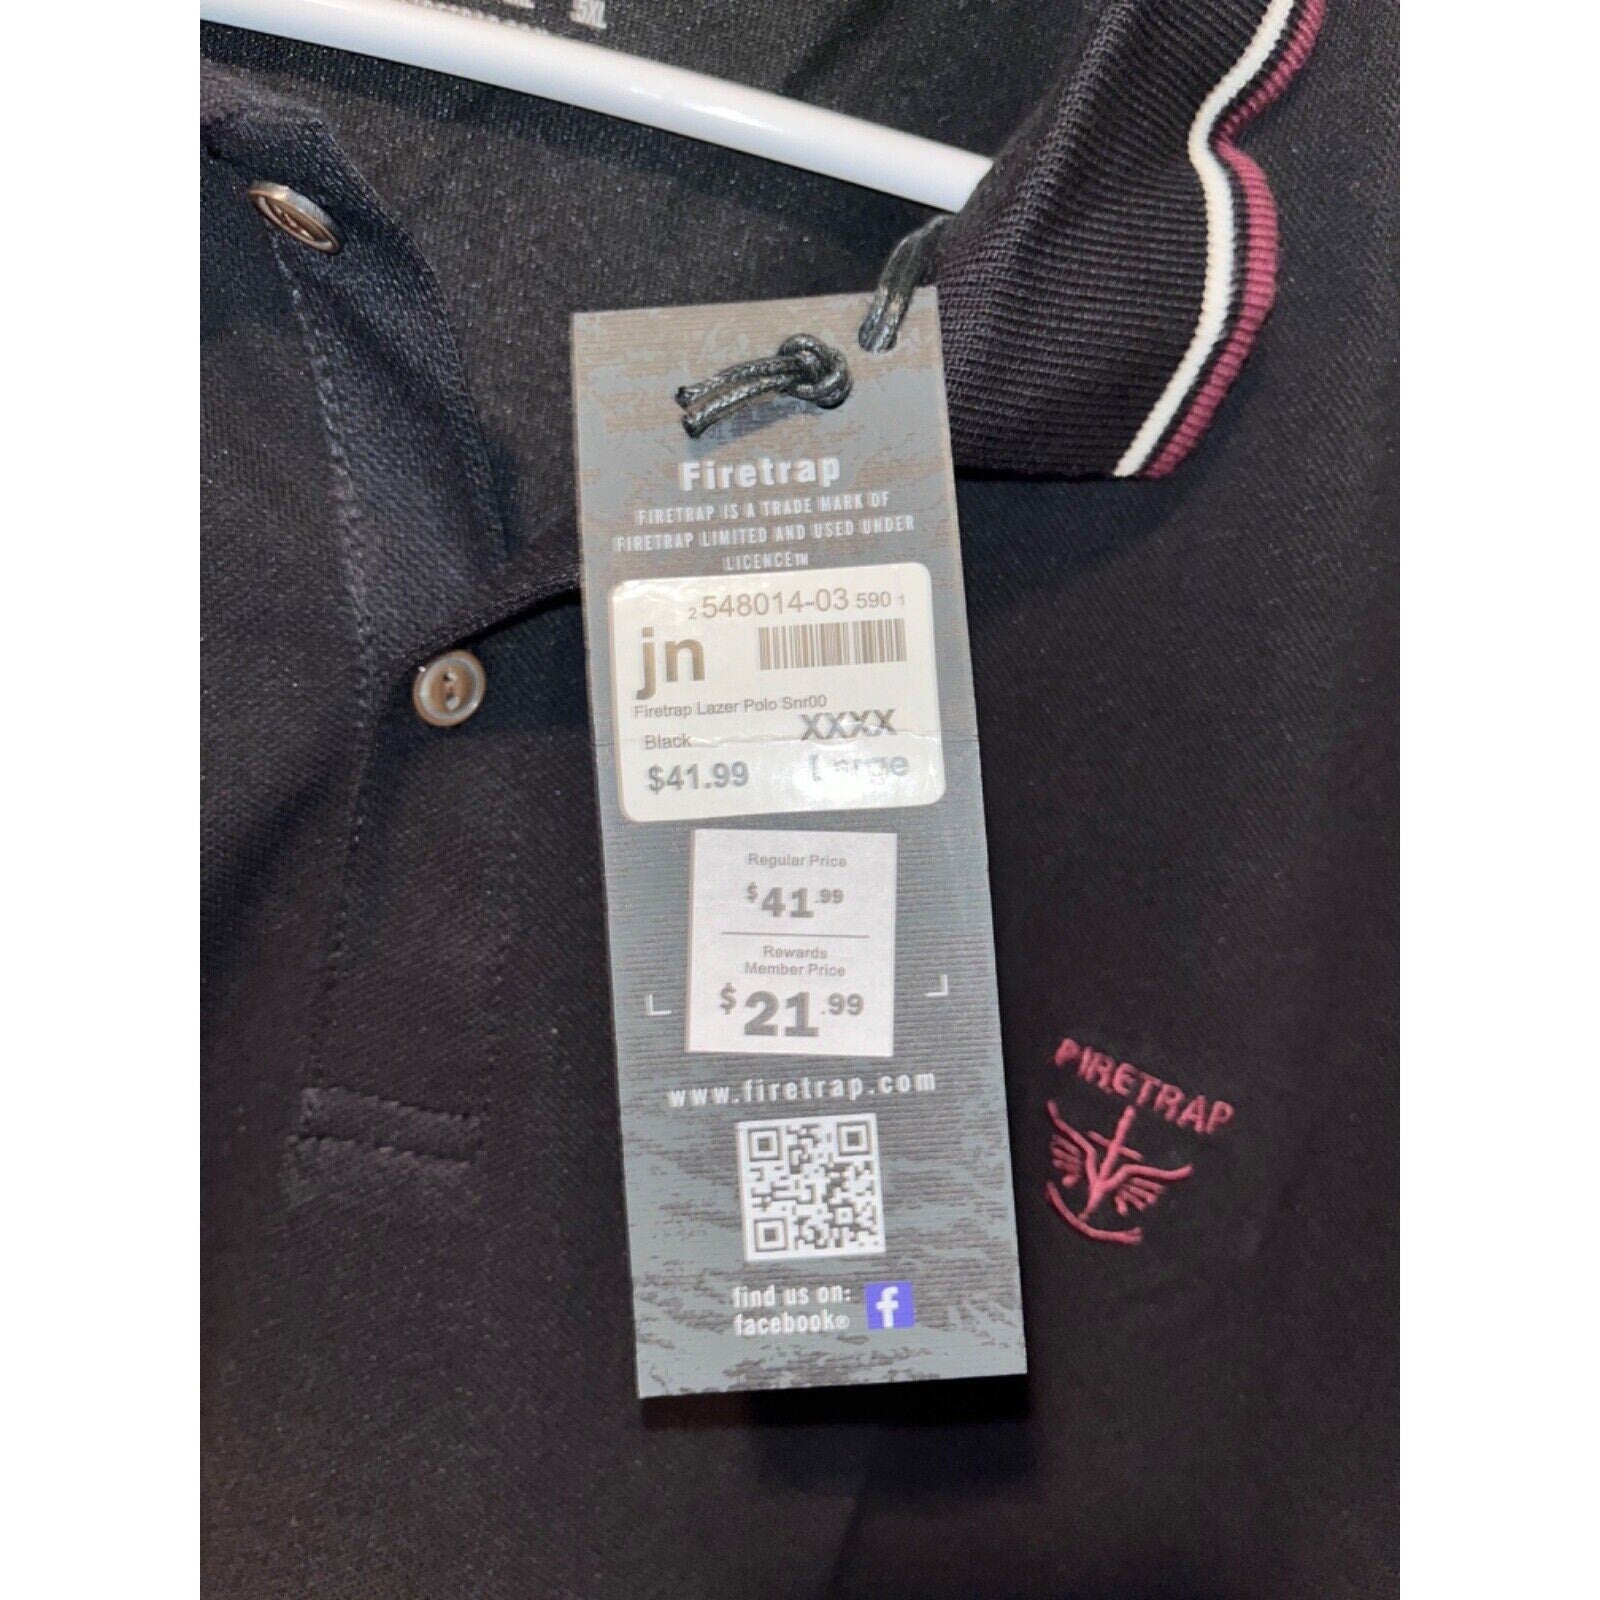 5XL
Firetrap
FIRETRAP IS A TRADE MARK OF
FIRETRAP LIMITED AND USED UNDER
LICENCE™
2 548014-03 590 1
jn
Firetrap Lazer Polo Snr00
Black XXXX
$41.99 Large
Regular Price
$41.99
Rewards
Member Price
$21.99
www.firetrap.com
find us on: f
facebook®
FIRETRAP